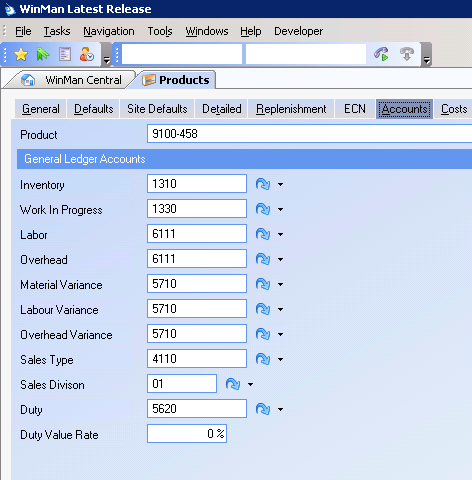 WinMan Latest Release
File Tasks Navigation Tools Windows Help Developer
WinMan Central Products
General Defaults Site Defaults Detailed Replenishment ECN Accounts Costs
Product 9100-458
General Ledger Accounts
Inventory 1310
Work In Progress 1330
Labor 6111
Overhead 6111
Material Variance 5710
Labour Variance 5710
Overhead Variance 5710
Sales Type 4110
Sales Divison 01
Duty 5620
Duty Value Rate 0 %